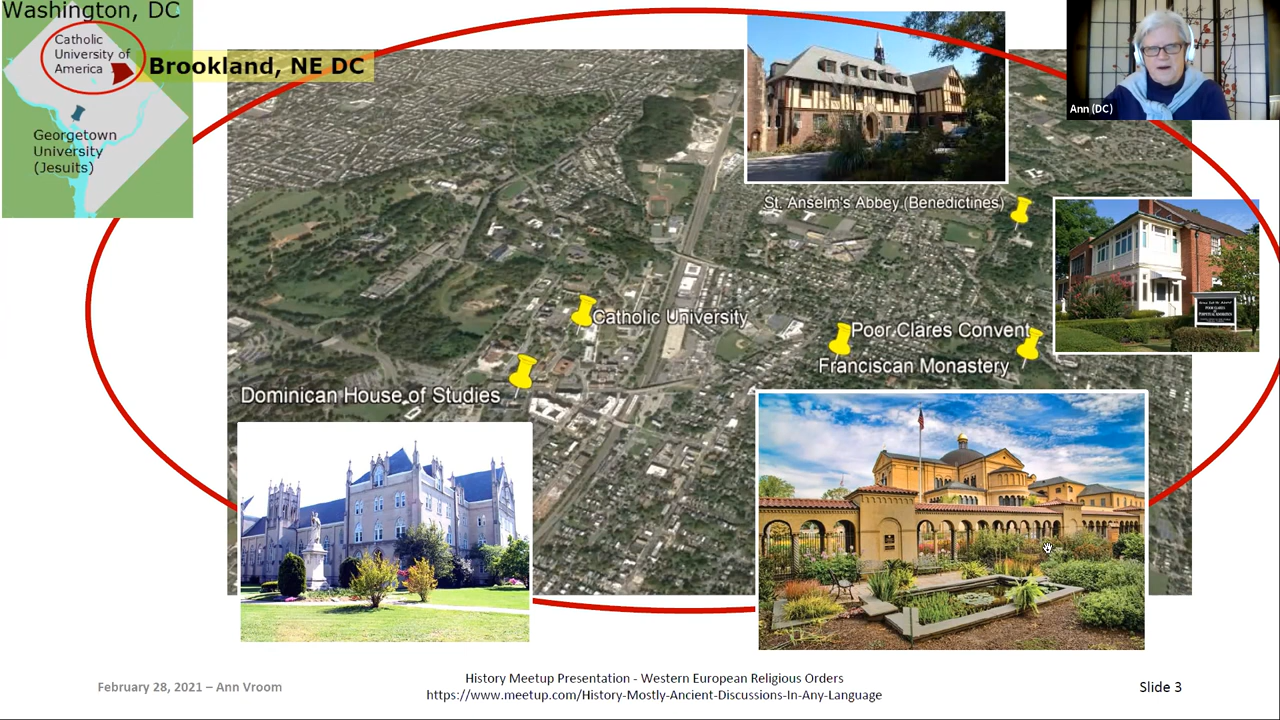 Washington, DC
Catholic
University of
America
Brookland, NE DC
Georgetown
University
(Jesuits)
Ann (DC)
St. Anselm's Abbey (Benedictines)
Catholic University
Poor Clares Convent
Franciscan Monastery
Dominican House of Studies
POOR CLARES
February 28, 2021 – Ann Vroom
History Meetup Presentation - Western European Religious Orders
https://www.meetup.com/History-Mostly-Ancient-Discussions-In-Any-Language
Slide 3